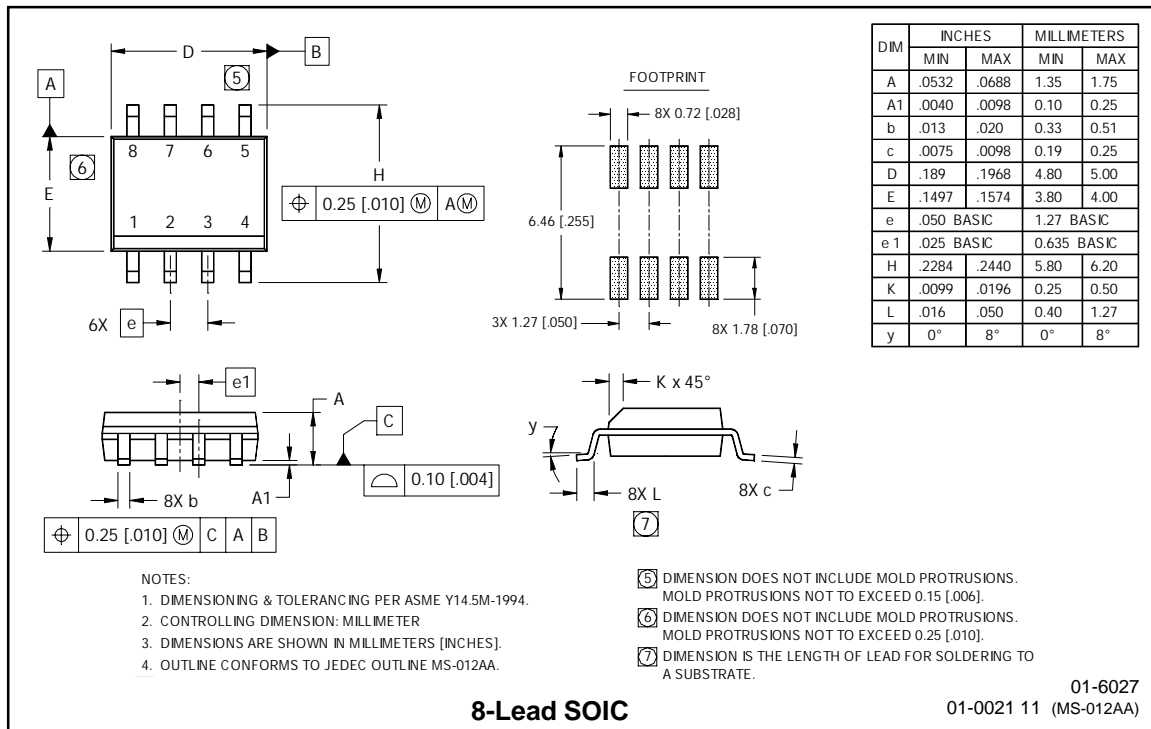 D
B
A
5
8 7 6 5
6
E
H
⌖ 0.25 [.010] Ⓜ A Ⓜ
1 2 3 4
6X e
FOOTPRINT
8X 0.72 [.028]
6.46 [.255]
3X 1.27 [.050]
8X 1.78 [.070]
DIM INCHES MILLIMETERS
MIN MAX MIN MAX
A .0532 .0688 1.35 1.75
A1 .0040 .0098 0.10 0.25
b .013 .020 0.33 0.51
c .0075 .0098 0.19 0.25
D .189 .1968 4.80 5.00
E .1497 .1574 3.80 4.00
e .050 BASIC 1.27 BASIC
e 1 .025 BASIC 0.635 BASIC
H .2284 .2440 5.80 6.20
K .0099 .0196 0.25 0.50
L .016 .050 0.40 1.27
y 0° 8° 0° 8°
e1
A
C
⌓ 0.10 [.004]
A1
8X b
⌖ 0.25 [.010] Ⓜ C A B
K x 45°
y
8X L
7
8X c
NOTES:
1. DIMENSIONING & TOLERANCING PER ASME Y14.5M-1994.
2. CONTROLLING DIMENSION: MILLIMETER
3. DIMENSIONS ARE SHOWN IN MILLIMETERS [INCHES].
4. OUTLINE CONFORMS TO JEDEC OUTLINE MS-012AA.
5 DIMENSION DOES NOT INCLUDE MOLD PROTRUSIONS.
MOLD PROTRUSIONS NOT TO EXCEED 0.15 [.006].
6 DIMENSION DOES NOT INCLUDE MOLD PROTRUSIONS.
MOLD PROTRUSIONS NOT TO EXCEED 0.25 [.010].
7 DIMENSION IS THE LENGTH OF LEAD FOR SOLDERING TO
A SUBSTRATE.
8-Lead SOIC
01-6027
01-0021 11 (MS-012AA)